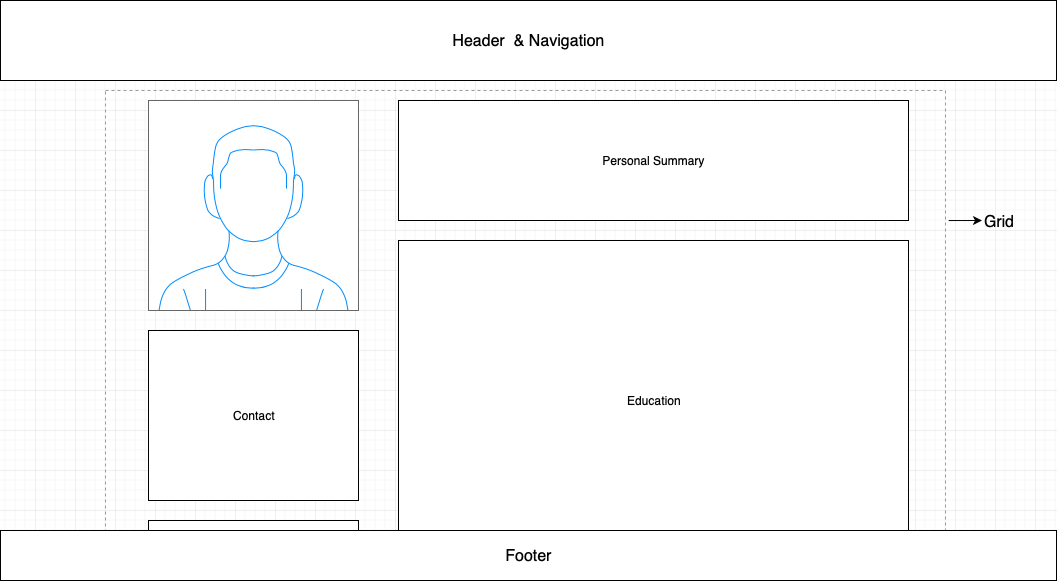 Header  & Navigation
Personal Summary
Grid
Education
Contact
Footer